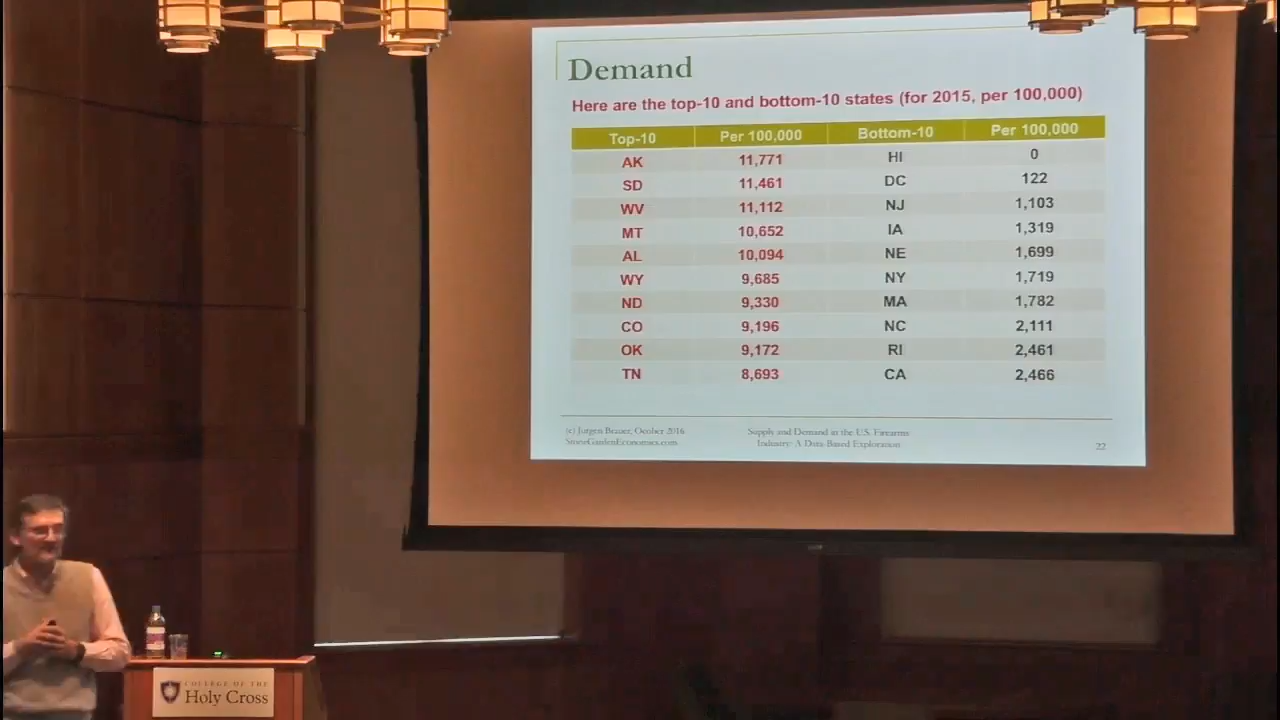 Demand
Here are the top-10 and bottom-10 states (for 2015, per 100,000)
Top-10 Per 100,000 Bottom-10 Per 100,000
AK 11,771 HI 0
SD 11,461 DC 122
WV 11,112 NJ 1,103
MT 10,652 IA 1,319
AL 10,094 NE 1,699
WY 9,685 NY 1,719
ND 9,330 MA 1,782
CO 9,196 NC 2,111
OK 9,172 RI 2,461
TN 8,693 CA 2,466
(c) Jurgen Brauer, Ocober 2016
StoneGardenEconomics.com
Supply and Demand in the U.S. Firearms
Industry: A Data-Based Exploration
22
COLLEGE OF THE
Holy Cross